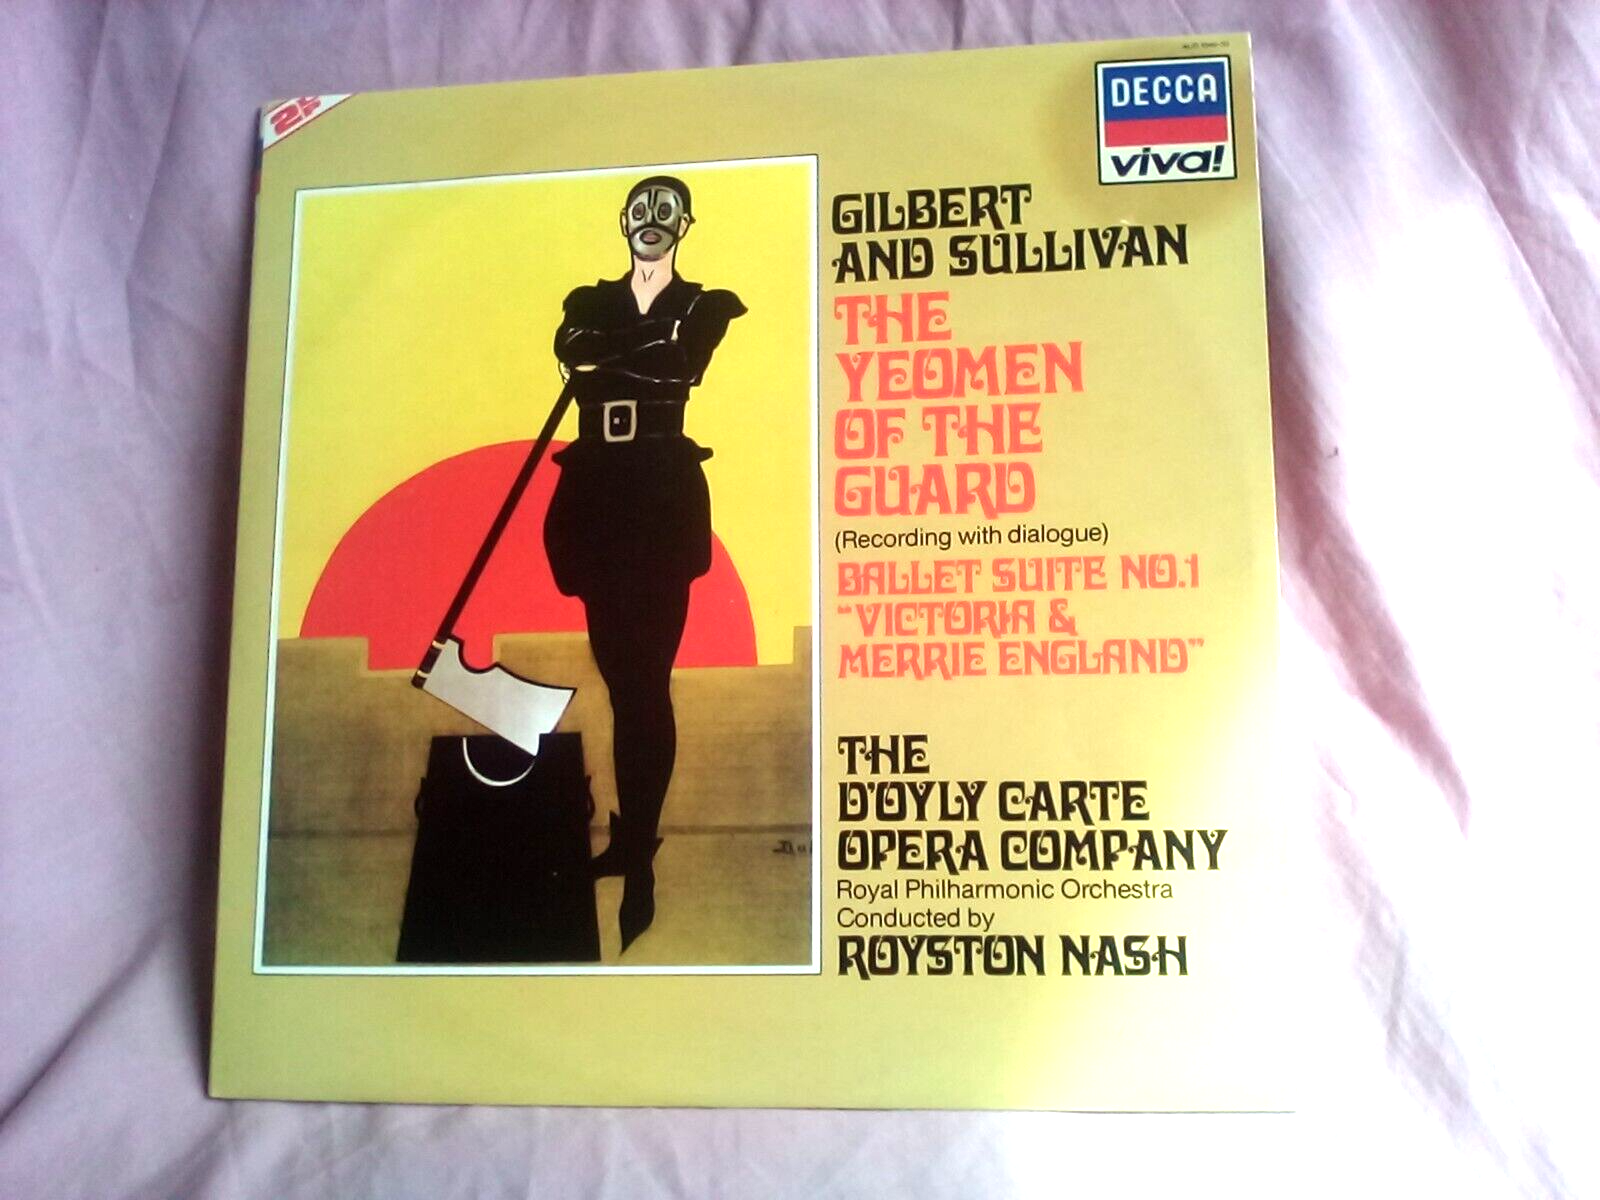 DECCA
viva!
GILBERT
AND SULLIVAN
THE
YEOMEN
OF THE
GUARD
(Recording with dialogue)
BALLET SUITE NO.1
"VICTORIA &
MERRIE ENGLAND"
THE
D'OYLY CARTE
OPERA COMPANY
Royal Philharmonic Orchestra
Conducted by
ROYSTON NASH